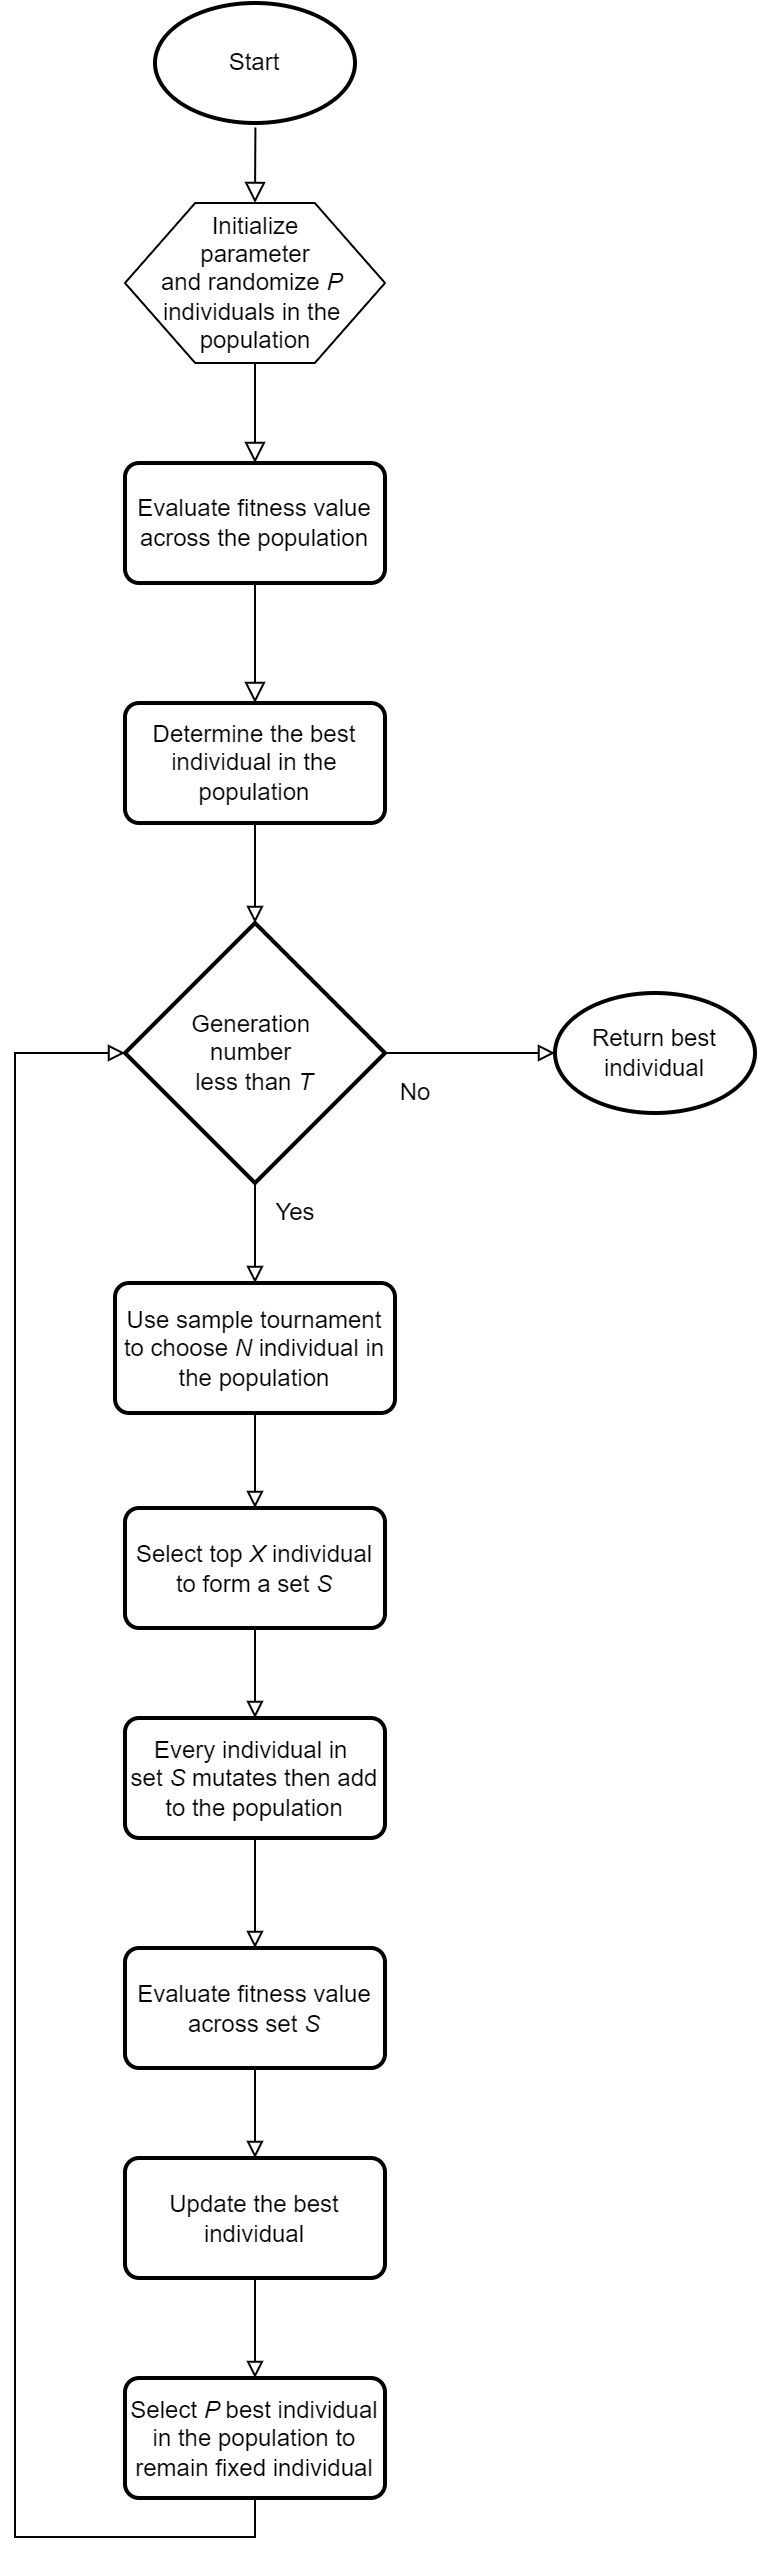 Start
Initialize
parameter
and randomize P
individuals in the
population
Evaluate fitness value
across the population
Determine the best
individual in the
population
Generation
number
less than T
Return best
individual
No
Yes
Use sample tournament
to choose N individual in
the population
Select top X individual
to form a set S
Every individual in
set S mutates then add
to the population
Evaluate fitness value
across set S
Update the best
individual
Select P best individual
in the population to
remain fixed individual